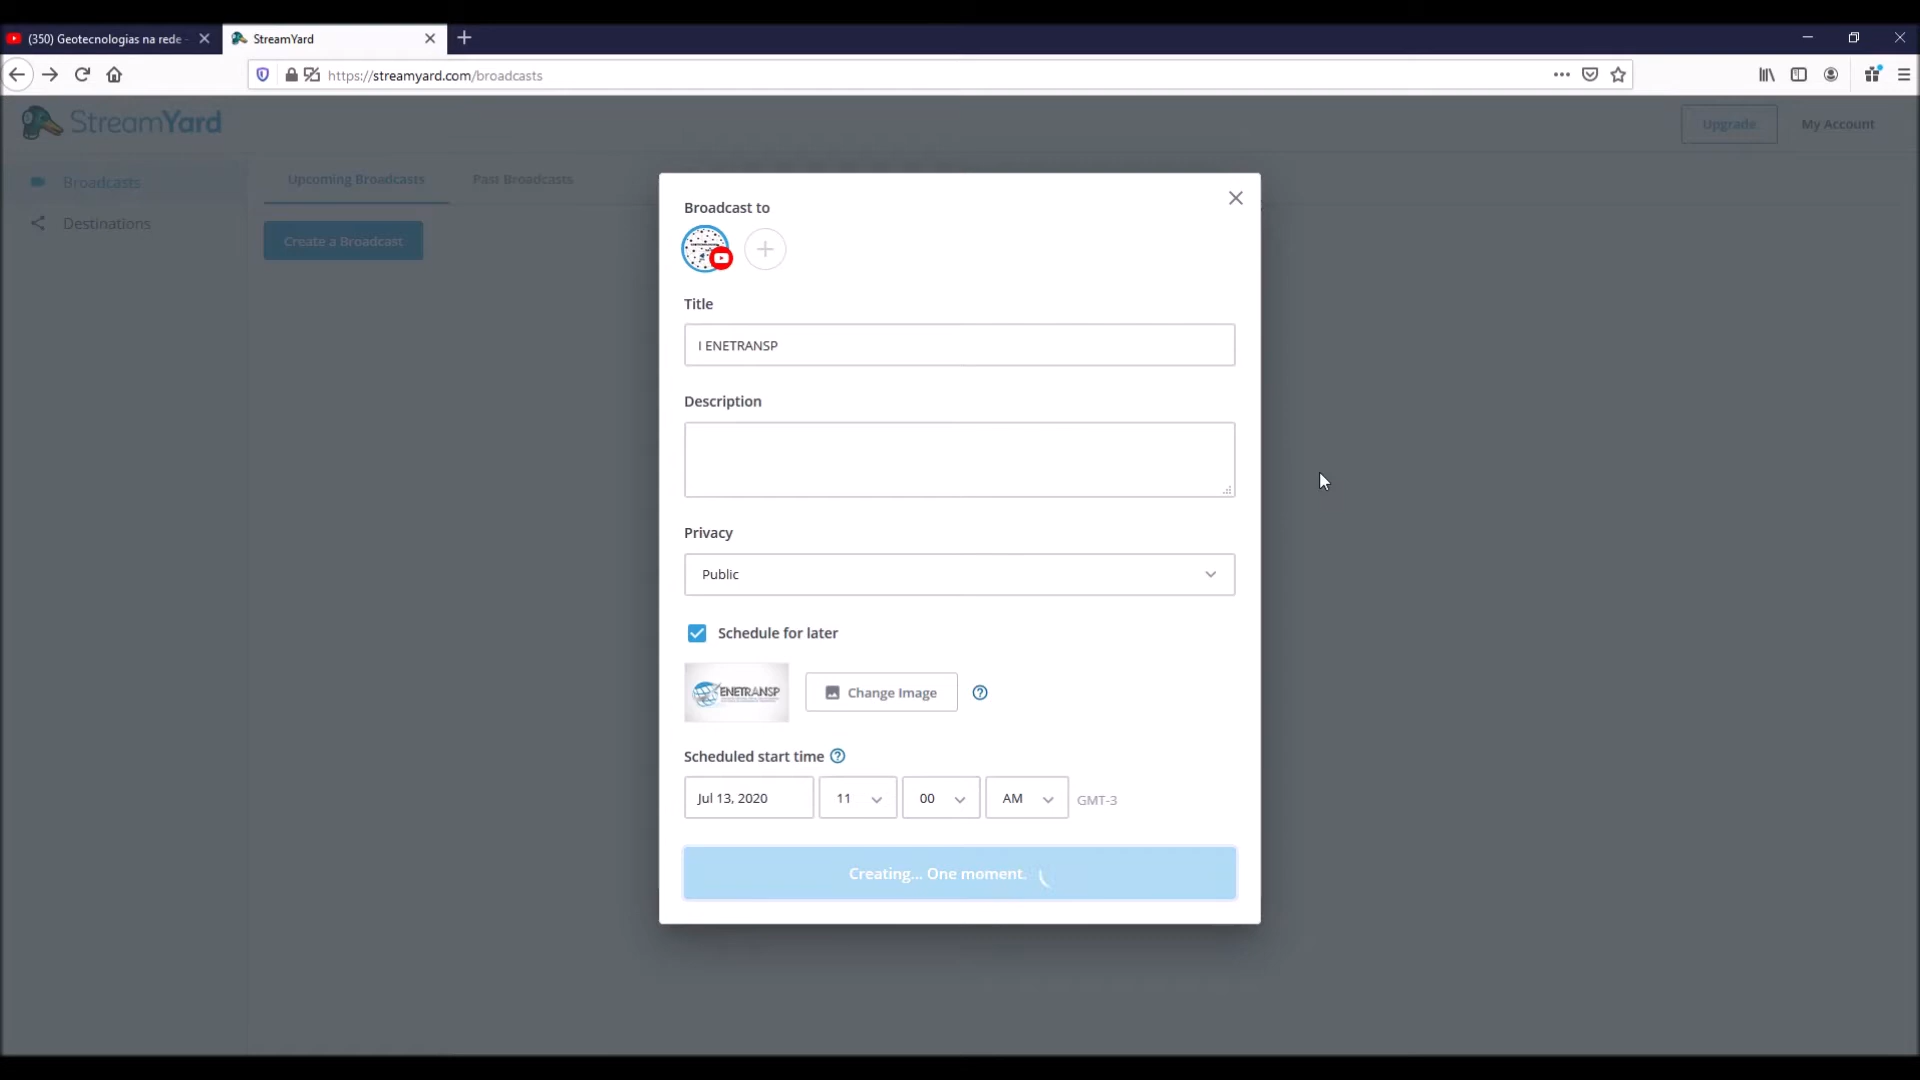 (350) Geotecnologias na rede -
StreamYard
https://streamyard.com/broadcasts
StreamYard
Upgrade
My Account
Broadcasts
Destinations
Upcoming Broadcasts
Past Broadcasts
Create a Broadcast
Broadcast to
Title
I ENETRANSP
Description
Privacy
Public
Schedule for later
ENETRANSP
Change Image
Scheduled start time
Jul 13, 2020
11
00
AM
GMT-3
Creating... One moment.